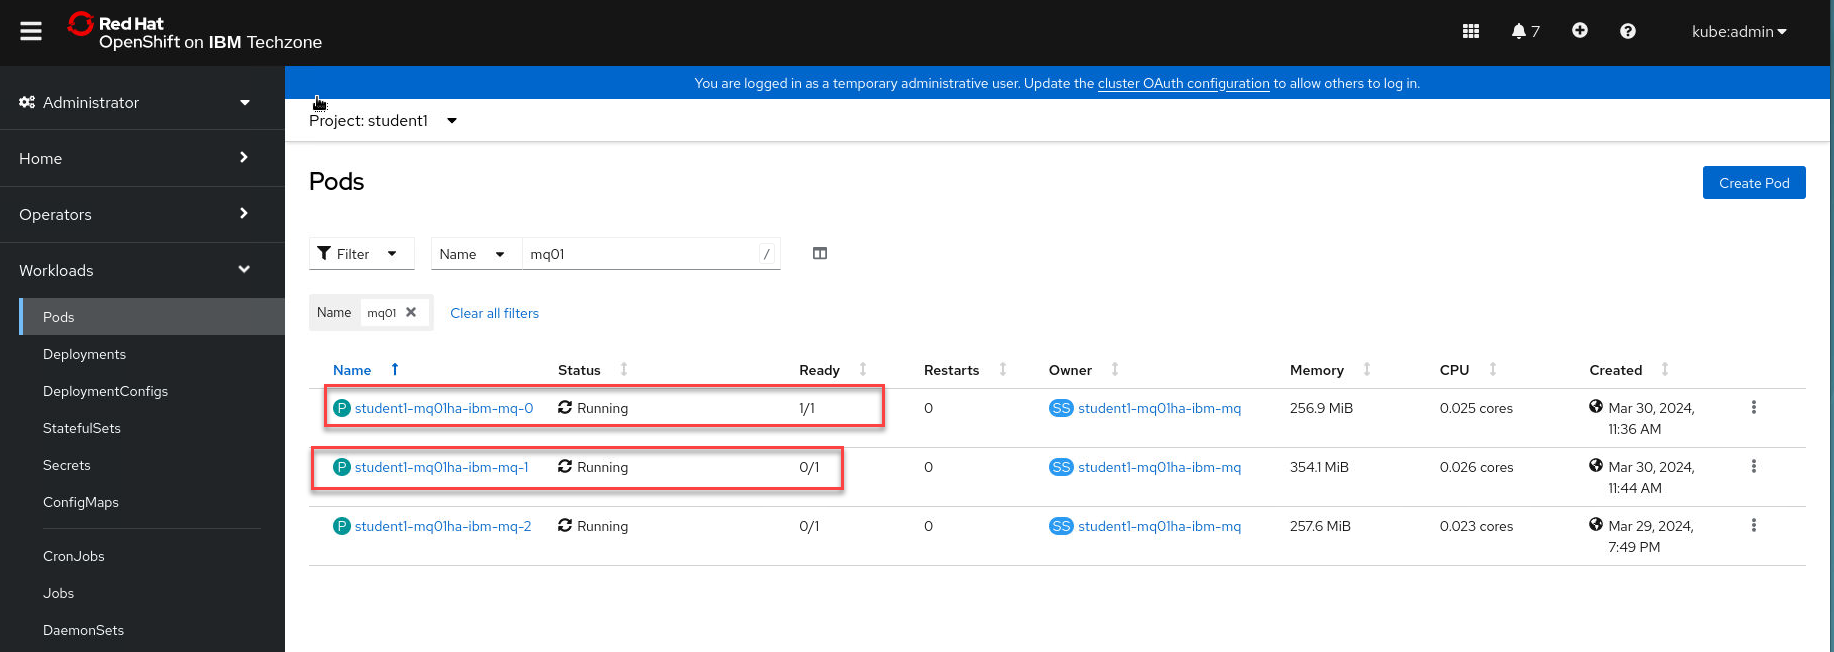 Red Hat
OpenShift on IBM Techzone
7
kube:admin
You are logged in as a temporary administrative user. Update the cluster OAuth configuration to allow others to log in.
Administrator
Home
Operators
Workloads
Pods
Deployments
DeploymentConfigs
StatefulSets
Secrets
ConfigMaps
CronJobs
Jobs
DaemonSets
Project: student1
Pods
Create Pod
Filter
Name
mq01
/
Name mq01
Clear all filters
Name Status Ready Restarts Owner Memory CPU Created
P student1-mq01ha-ibm-mq-0 Running 1/1 0 SS student1-mq01ha-ibm-mq 256.9 MiB 0.025 cores Mar 30, 2024,
11:36 AM
P student1-mq01ha-ibm-mq-1 Running 0/1 0 SS student1-mq01ha-ibm-mq 354.1 MiB 0.026 cores Mar 30, 2024,
11:44 AM
P student1-mq01ha-ibm-mq-2 Running 0/1 0 SS student1-mq01ha-ibm-mq 257.6 MiB 0.023 cores Mar 29, 2024,
7:49 PM